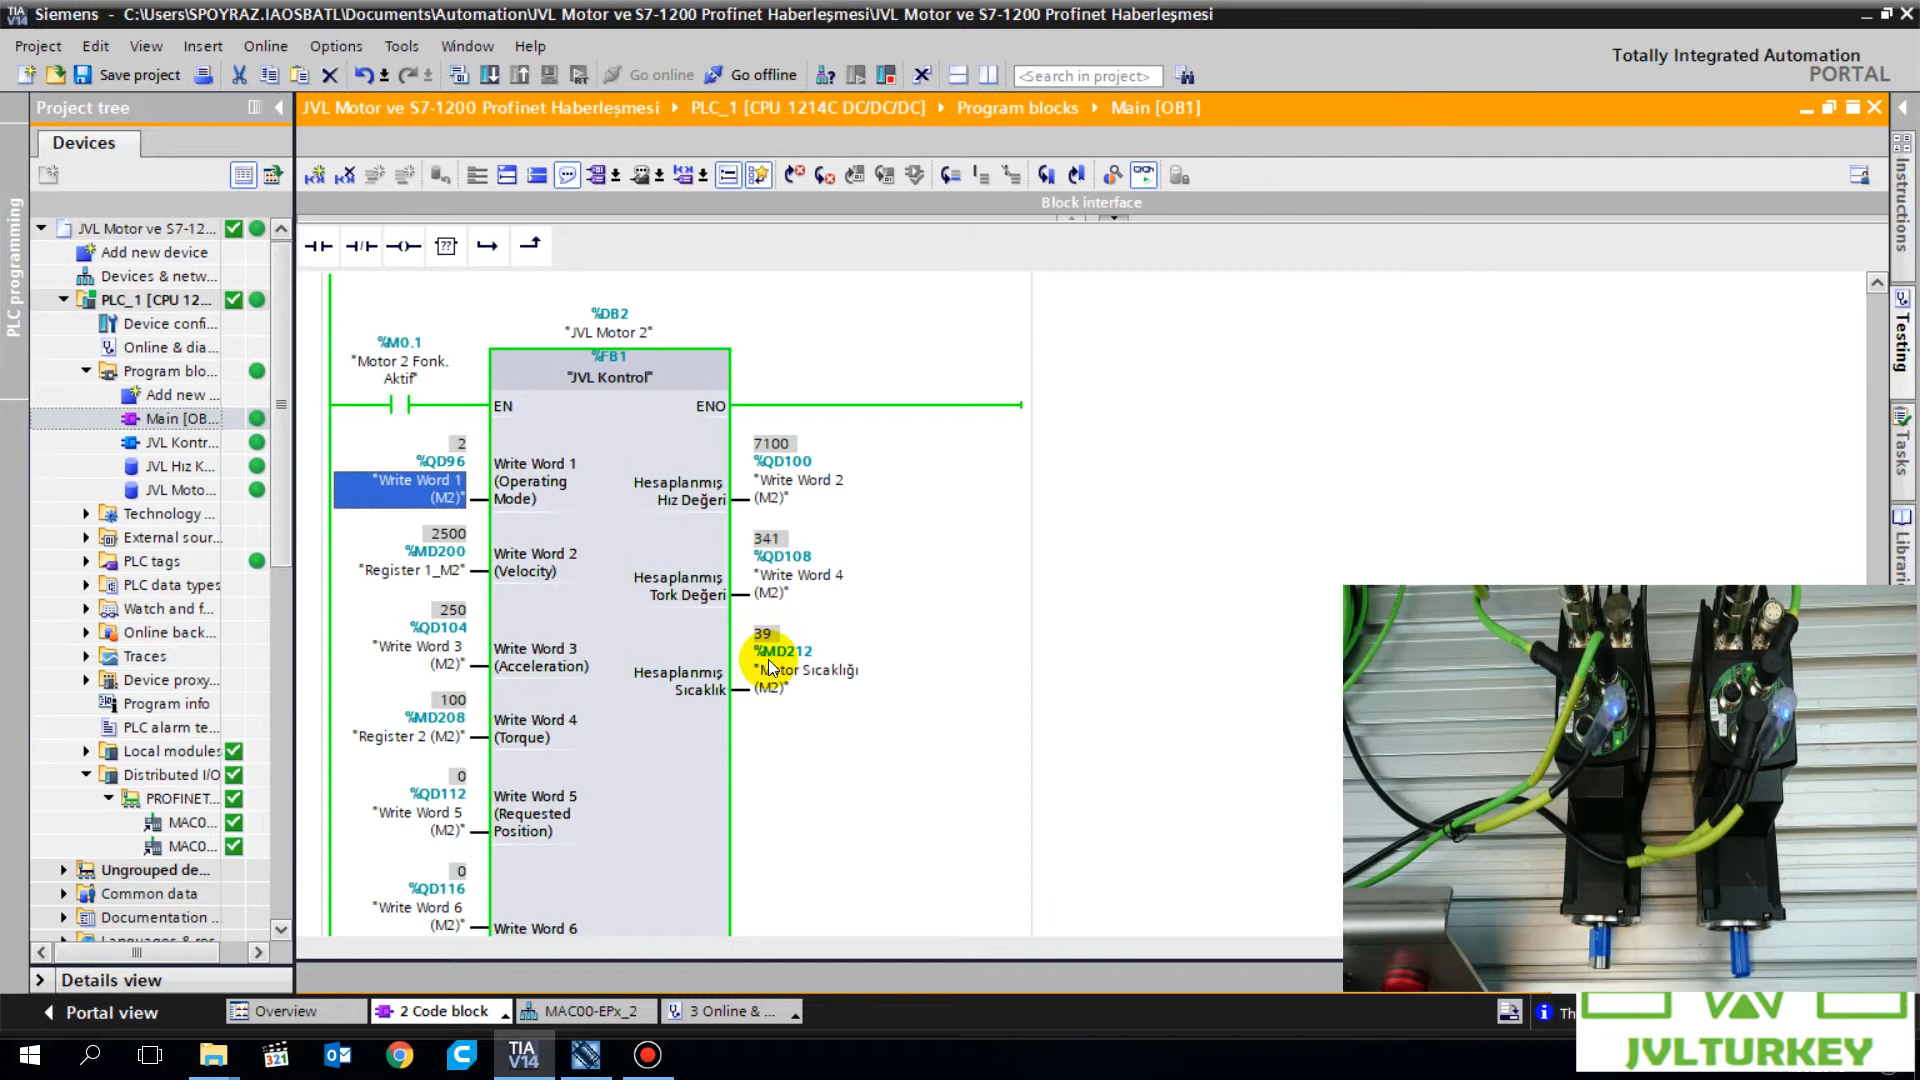 TIA
V14
Siemens - C:\Users\SPOYRAZ.IAOSBATL\Documents\Automation\JVL Motor ve S7-1200 Profinet Haberleşmesi\JVL Motor ve S7-1200 Profinet Haberleşmesi
Project Edit View Insert Online Options Tools Window Help
Totally Integrated Automation
PORTAL
Save project
Go online
Go offline
<Search in project>
Project tree
JVL Motor ve S7-1200 Profinet Haberleşmesi
PLC_1 [CPU 1214C DC/DC/DC]
Program blocks
Main [OB1]
Devices
PLC programming
Block interface
Instructions
Testing
Tasks
JVL Motor ve S7-12...
Add new device
Devices & netw...
PLC_1 [CPU 12...
Device confi...
Online & dia...
Program blo...
Add new ...
Main [OB...
JVL Kontr...
JVL Hız K...
JVL Moto...
Technology ...
External sour...
PLC tags
PLC data types
Watch and f...
Online back...
Traces
Device proxy...
Program info
PLC alarm te...
Local modules
Distributed I/O
PROFINET...
MAC0...
MAC0...
Ungrouped de...
Common data
Documentation ...
Details view
%DB2
"JVL Motor 2"
%FB1
"JVL Kontrol"
%M0.1
"Motor 2 Fonk.
Aktif"
EN
ENO
2
%QD96
"Write Word 1
(M2)"
Write Word 1
(Operating
Mode)
2500
%MD200
"Register 1_M2"
Write Word 2
(Velocity)
250
%QD104
"Write Word 3
(M2)"
Write Word 3
(Acceleration)
100
%MD208
"Register 2 (M2)"
Write Word 4
(Torque)
0
%QD112
"Write Word 5
(M2)"
Write Word 5
(Requested
Position)
0
%QD116
"Write Word 6
(M2)"
Write Word 6
Hesaplanmış
Hız Değeri
7100
%QD100
"Write Word 2
(M2)"
Hesaplanmış
Tork Değeri
341
%QD108
"Write Word 4
(M2)"
Hesaplanmış
Sıcaklık
39
%MD212
"Motor Sıcaklığı
(M2)"
Portal view
Overview
2 Code block
MAC00-EPx_2
3 Online & ...
JVLTURKEY
321
TIA
V14